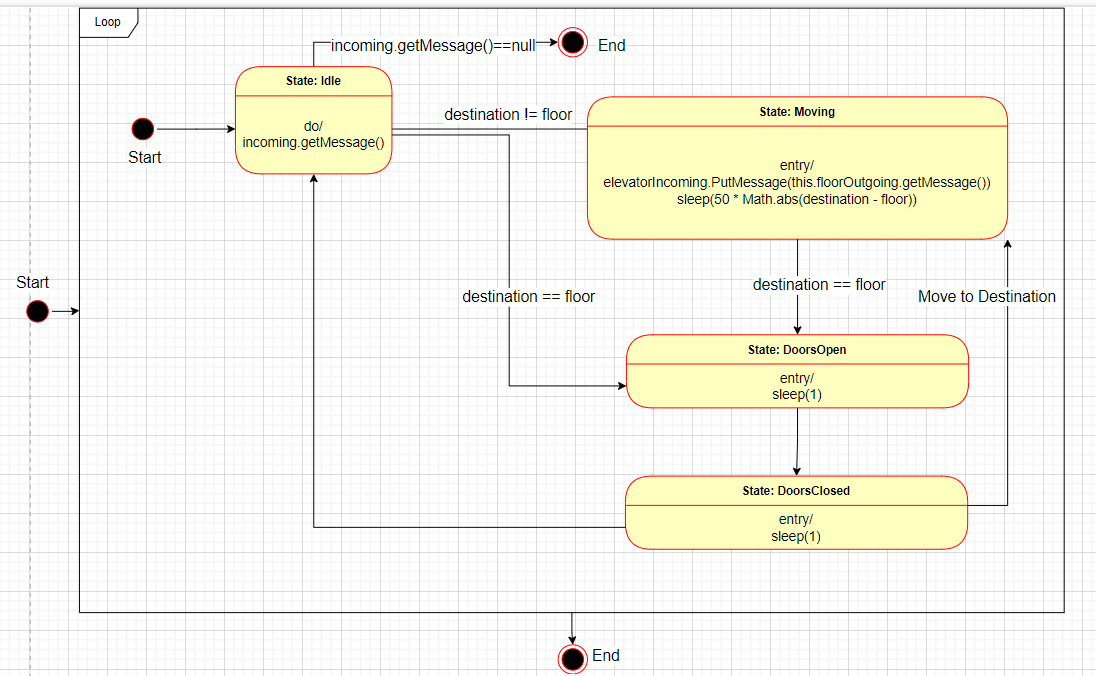 Loop
incoming.getMessage()==null
End
State: Idle
do/
incoming.getMessage()
Start
destination != floor
State: Moving
entry/
elevatorIncoming.PutMessage(this.floorOutgoing.getMessage())
sleep(50 * Math.abs(destination - floor))
Start
destination == floor
destination == floor
Move to Destination
State: DoorsOpen
entry/
sleep(1)
State: DoorsClosed
entry/
sleep(1)
End